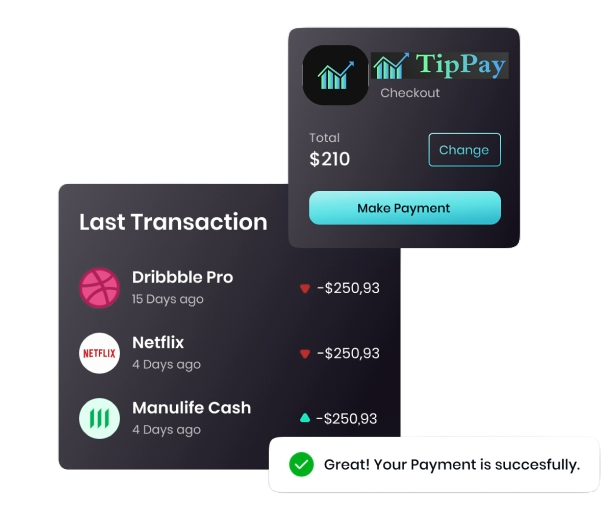 TipPay
Checkout
Total
$210
Change
Make Payment
Last Transaction
Dribbble Pro
15 Days ago
-$250,93
NETFLIX
Netflix
4 Days ago
-$250,93
Manulife Cash
4 Days ago
-$250,93
Great! Your Payment is succesfully.